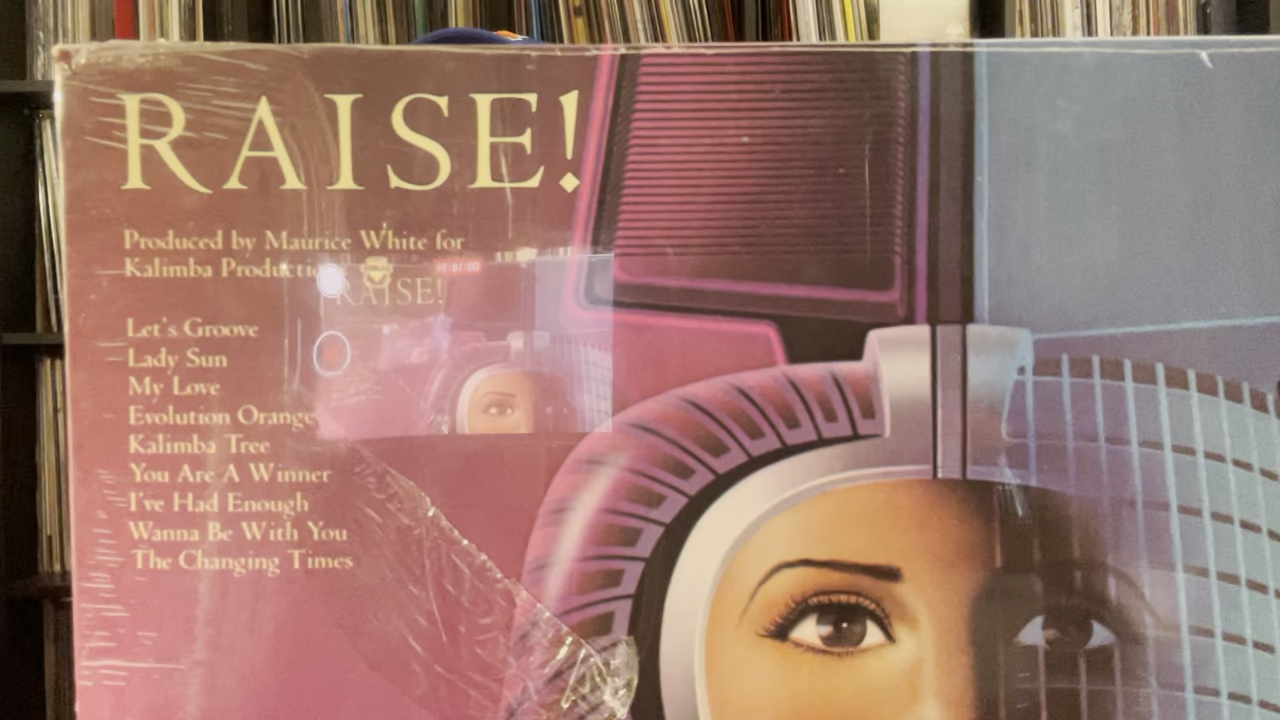 RAISE!
Produced by Maurice White for
Kalimba Productio
RAISE!
Let's Groove
Lady Sun
My Love
Evolution Orange
Kalimba Tree
You Are A Winner
I've Had Enough
Wanna Be With You
The Changing Times